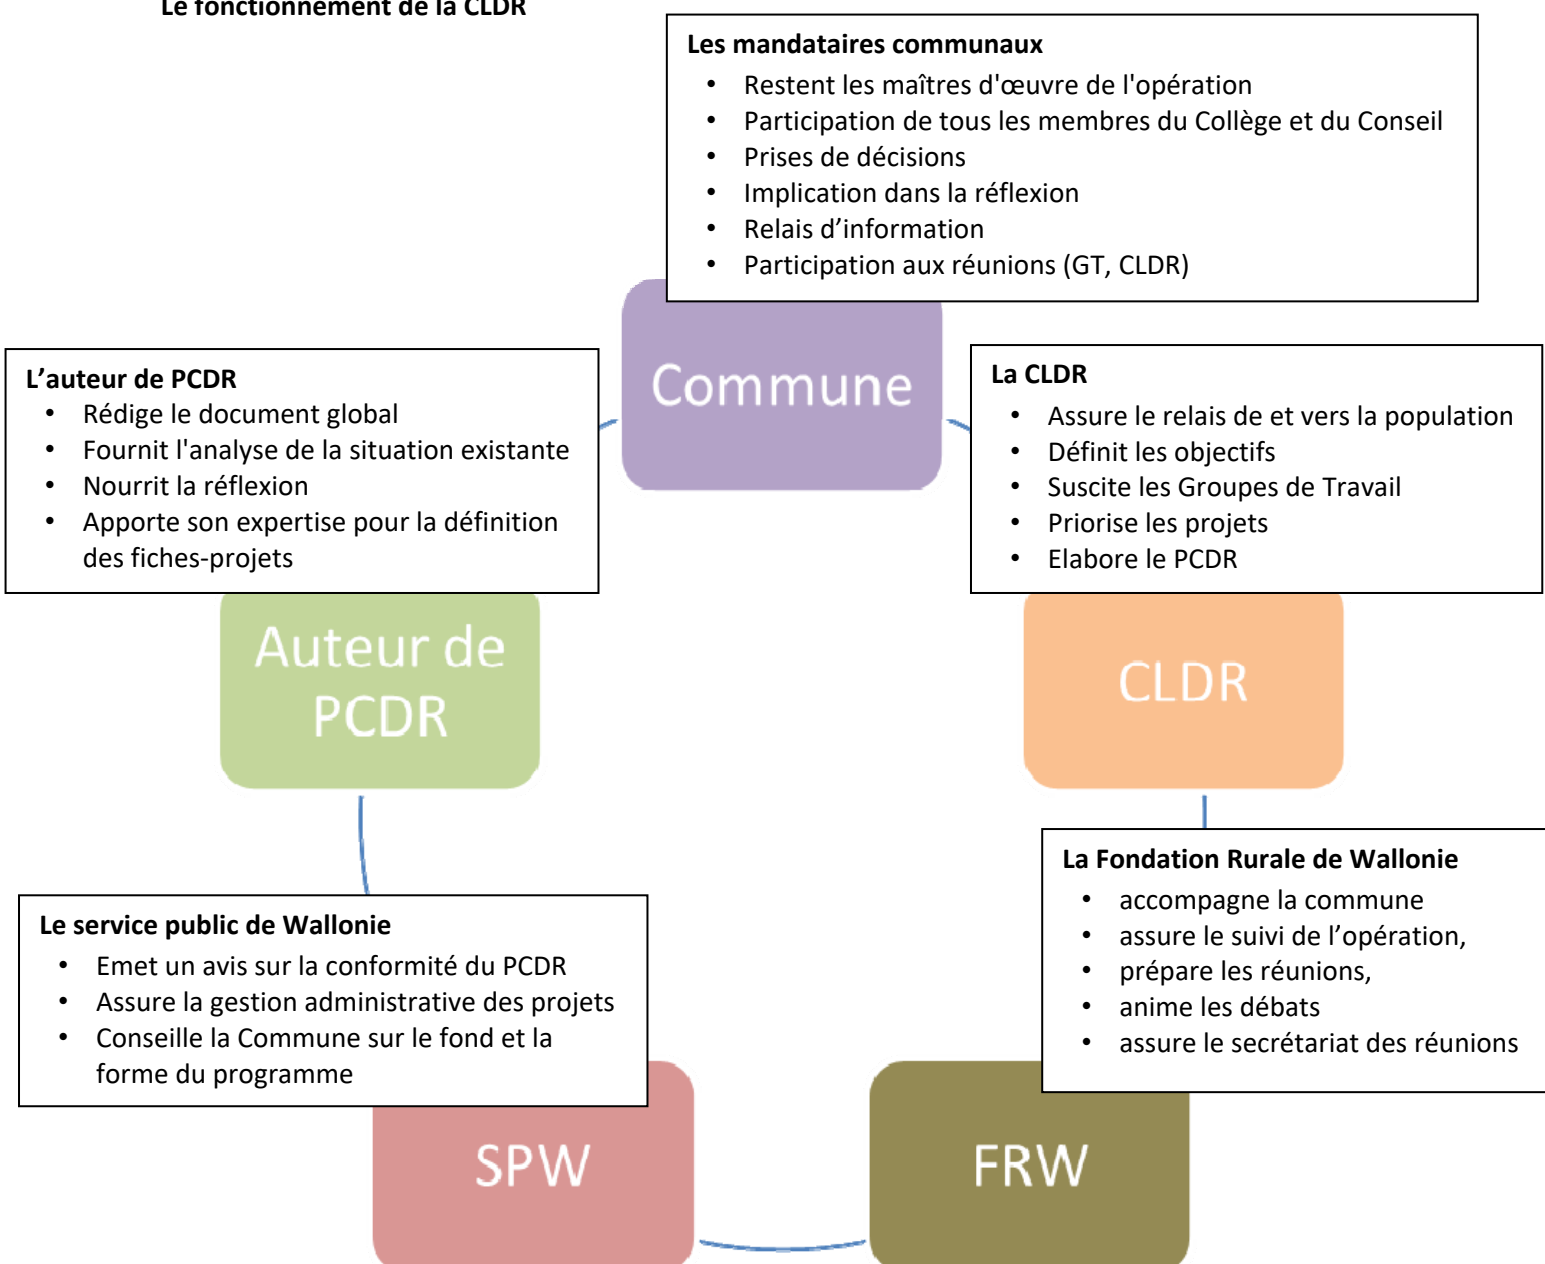 Le fonctionnement de la CLDR
Les mandataires communaux
• Restent les maîtres d'œuvre de l'opération
• Participation de tous les membres du Collège et du Conseil
• Prises de décisions
• Implication dans la réflexion
• Relais d’information
• Participation aux réunions (GT, CLDR)
Commune
L’auteur de PCDR
• Rédige le document global
• Fournit l'analyse de la situation existante
• Nourrit la réflexion
• Apporte son expertise pour la définition
des fiches-projets
La CLDR
• Assure le relais de et vers la population
• Définit les objectifs
• Suscite les Groupes de Travail
• Priorise les projets
• Elabore le PCDR
Auteur de
PCDR
CLDR
Le service public de Wallonie
• Emet un avis sur la conformité du PCDR
• Assure la gestion administrative des projets
• Conseille la Commune sur le fond et la
forme du programme
La Fondation Rurale de Wallonie
• accompagne la commune
• assure le suivi de l’opération,
• prépare les réunions,
• anime les débats
• assure le secrétariat des réunions
SPW
FRW